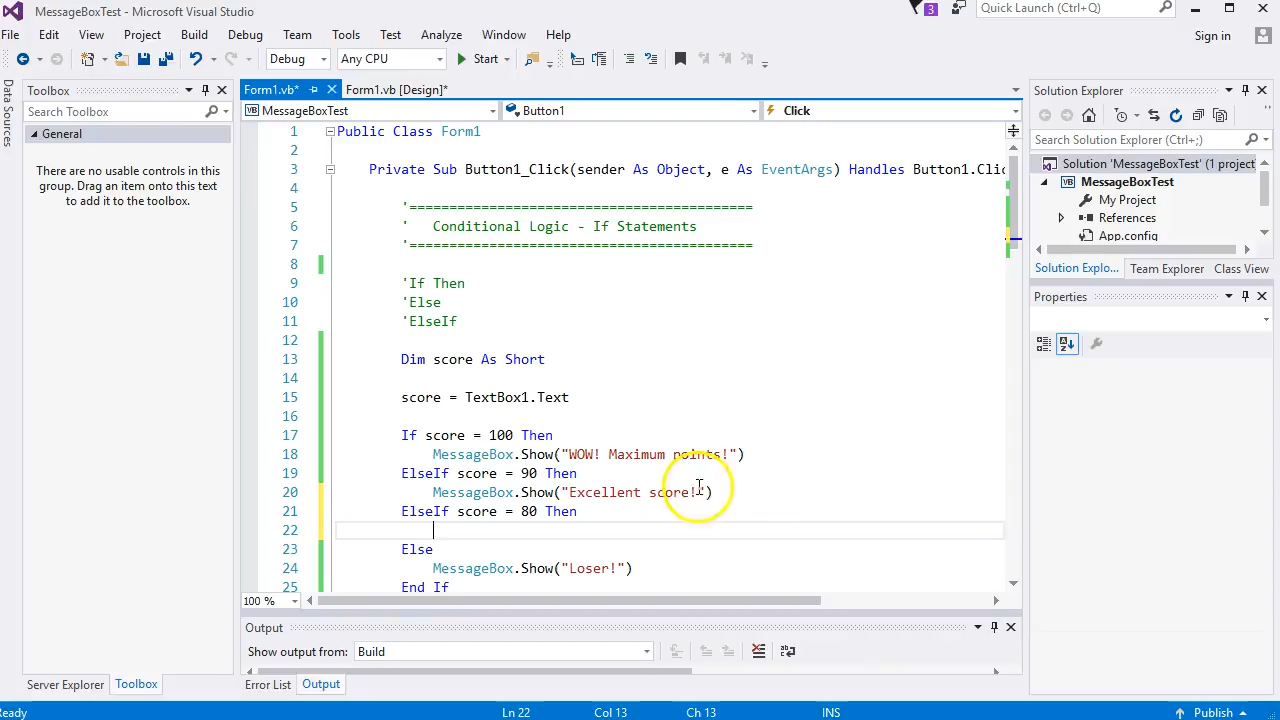 MessageBoxTest - Microsoft Visual Studio
3
Quick Launch (Ctrl+Q)
File Edit View Project Build Debug Team Tools Test Analyze Window Help
Sign in
Debug Any CPU Start
Data Sources
Toolbox
Search Toolbox
General
There are no usable controls in this
group. Drag an item onto this text
to add it to the toolbox.
Server Explorer Toolbox
Form1.vb* Form1.vb [Design]*
VB MessageBoxTest Button1 Click
1 Public Class Form1
2
3 Private Sub Button1_Click(sender As Object, e As EventArgs) Handles Button1.Clic
4
5 '===========================================
6 ' Conditional Logic - If Statements
7 '===========================================
8
9 'If Then
10 'Else
11 'ElseIf
12
13 Dim score As Short
14
15 score = TextBox1.Text
16
17 If score = 100 Then
18 MessageBox.Show("WOW! Maximum points!")
19 ElseIf score = 90 Then
20 MessageBox.Show("Excellent score!")
21 ElseIf score = 80 Then
22
23 Else
24 MessageBox.Show("Loser!")
25 End If
100 %
Output
Show output from: Build
Error List Output
Solution Explorer
Search Solution Explorer (Ctrl+;)
Solution 'MessageBoxTest' (1 project
VB MessageBoxTest
My Project
References
App.config
Solution Explo... Team Explorer Class View
Properties
Ready Ln 22 Col 13 Ch 13 INS Publish